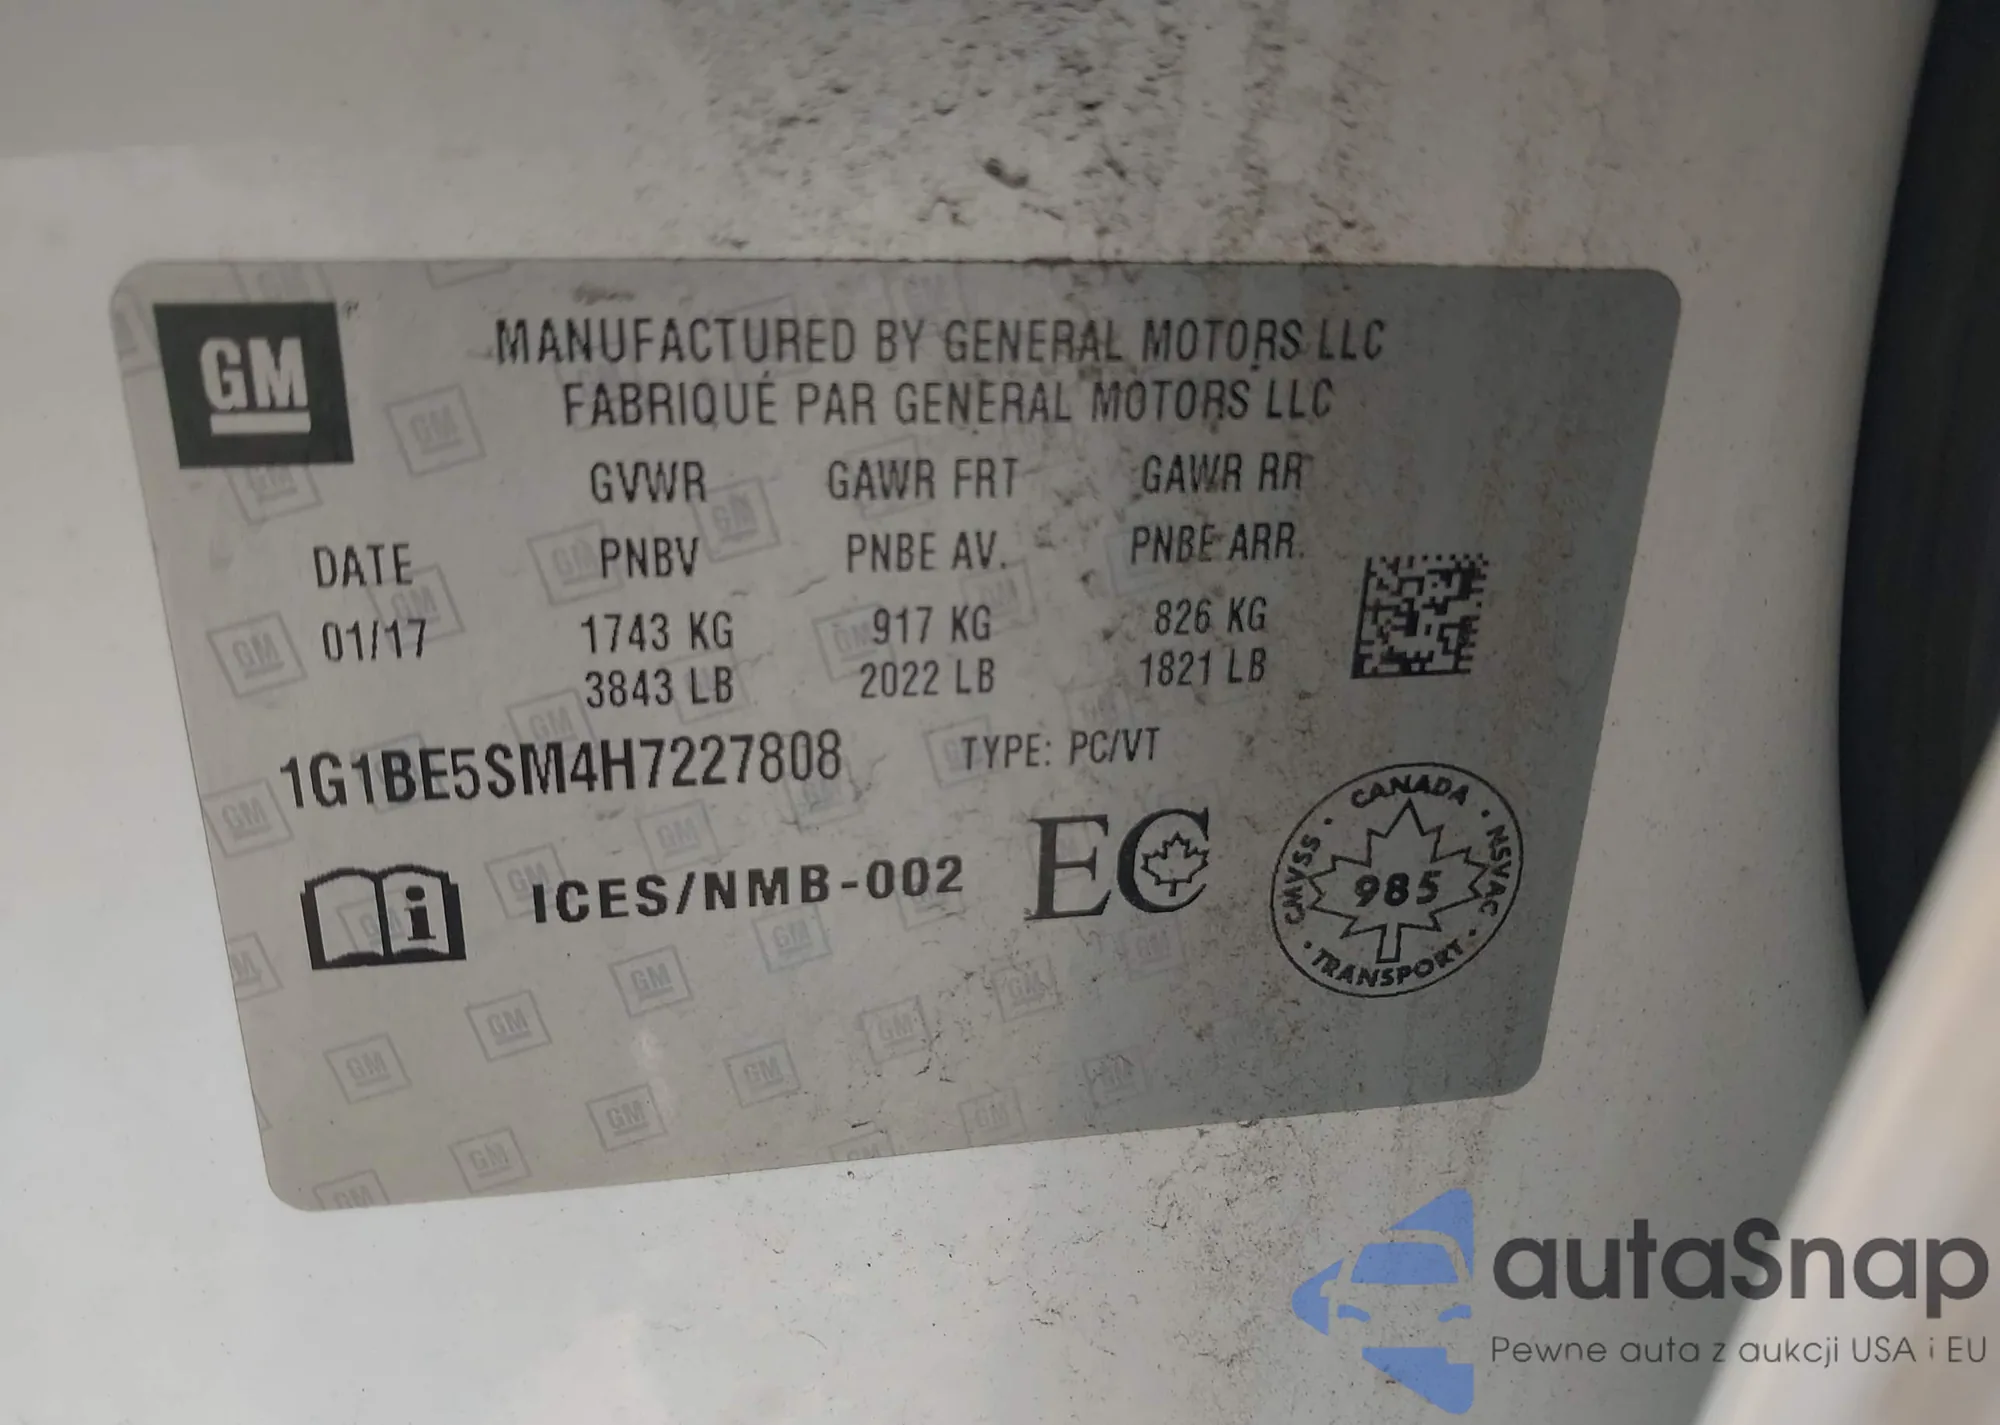 GM
MANUFACTURED BY GENERAL MOTORS LLC
FABRIQUÉ PAR GENERAL MOTORS LLC
GVWR GAWR FRT GAWR RR
DATE PNBV PNBE AV. PNBE ARR.
01/17 1743 KG 917 KG 826 KG
3843 LB 2022 LB 1821 LB
1G1BE5SM4H7227808 TYPE: PC/VT
i ICES/NMB-002 EC
CANADA
CMVSS 985 NSVAC
TRANSPORT
autaSnap
Pewne auta z aukcji USA i EU